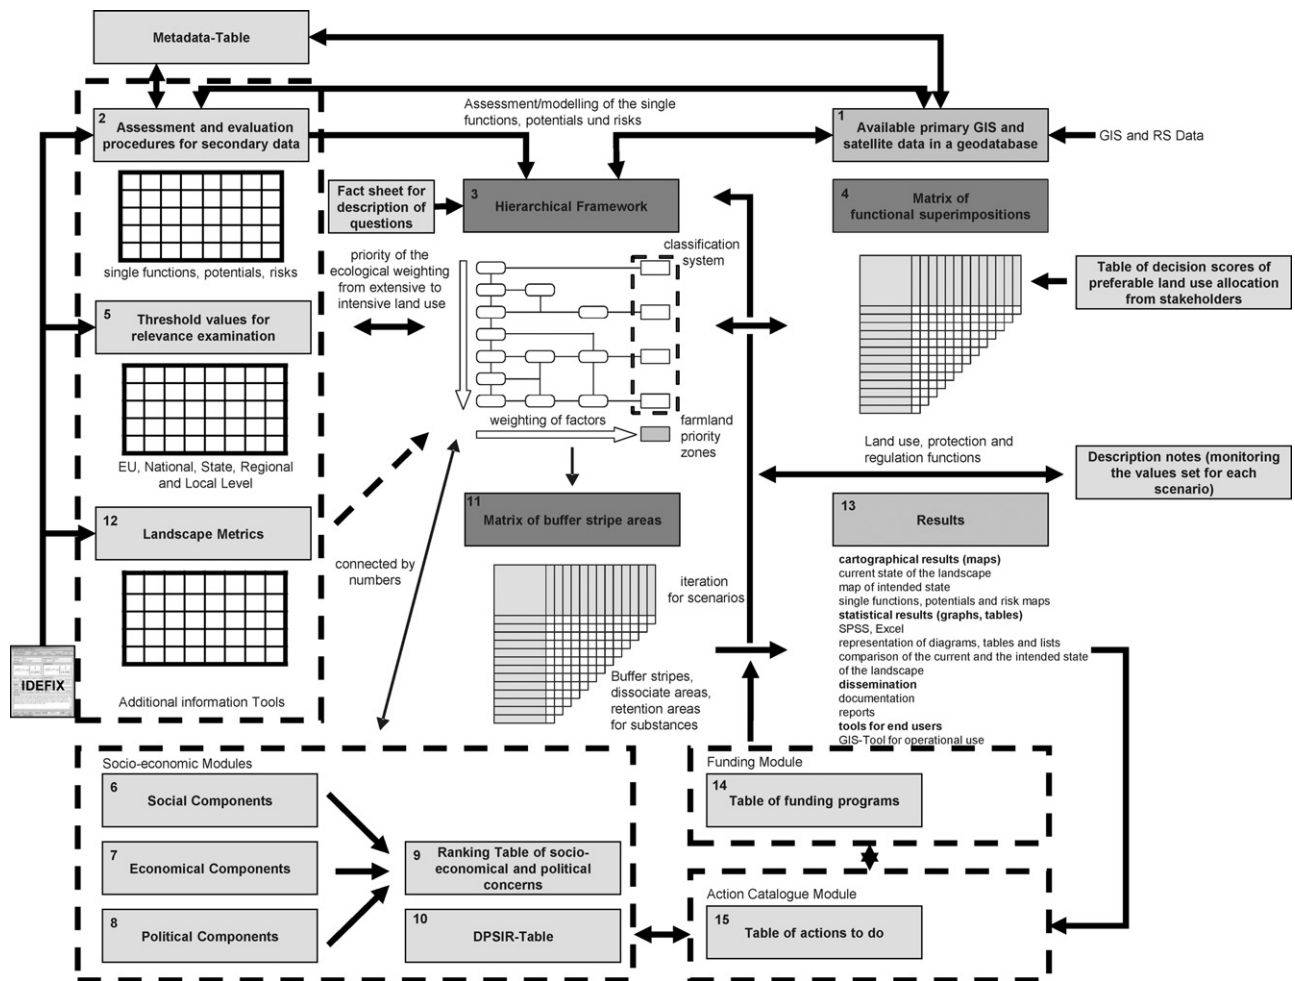 Metadata-Table
2
Assessment and evaluation
procedures for secondary data
single functions, potentials, risks
5
Threshold values for
relevance examination
EU, National, State, Regional
and Local Level
12
Landscape Metrics
IDEFIX
Additional information Tools
Assessment/modelling of the single
functions, potentials und risks
1
Available primary GIS and
satellite data in a geodatabase
GIS and RS Data
Fact sheet for
description of
questions
3
Hierarchical Framework
4
Matrix of
functional superimpositions
priority of the
ecological weighting
from extensive to
intensive land use
classification
system
Table of decision scores of
preferable land use allocation
from stakeholders
weighting of factors
farmland
priority
zones
Land use, protection and
regulation functions
Description notes (monitoring
the values set for each
scenario)
11
Matrix of buffer stripe areas
connected by
numbers
iteration
for scenarios
Buffer stripes,
dissociate areas,
retention areas
for substances
13
Results
cartographical results (maps)
current state of the landscape
map of intended state
single functions, potentials and risk maps
statistical results (graphs, tables)
SPSS, Excel
representation of diagrams, tables and lists
comparison of the current and the intended state
of the landscape
dissemination
documentation
reports
tools for end users
GIS-Tool for operational use
Socio-economic Modules
6
Social Components
7
Economical Components
8
Political Components
9
Ranking Table of socio-
economical and political
concerns
10
DPSIR-Table
Funding Module
14
Table of funding programs
Action Catalogue Module
15
Table of actions to do